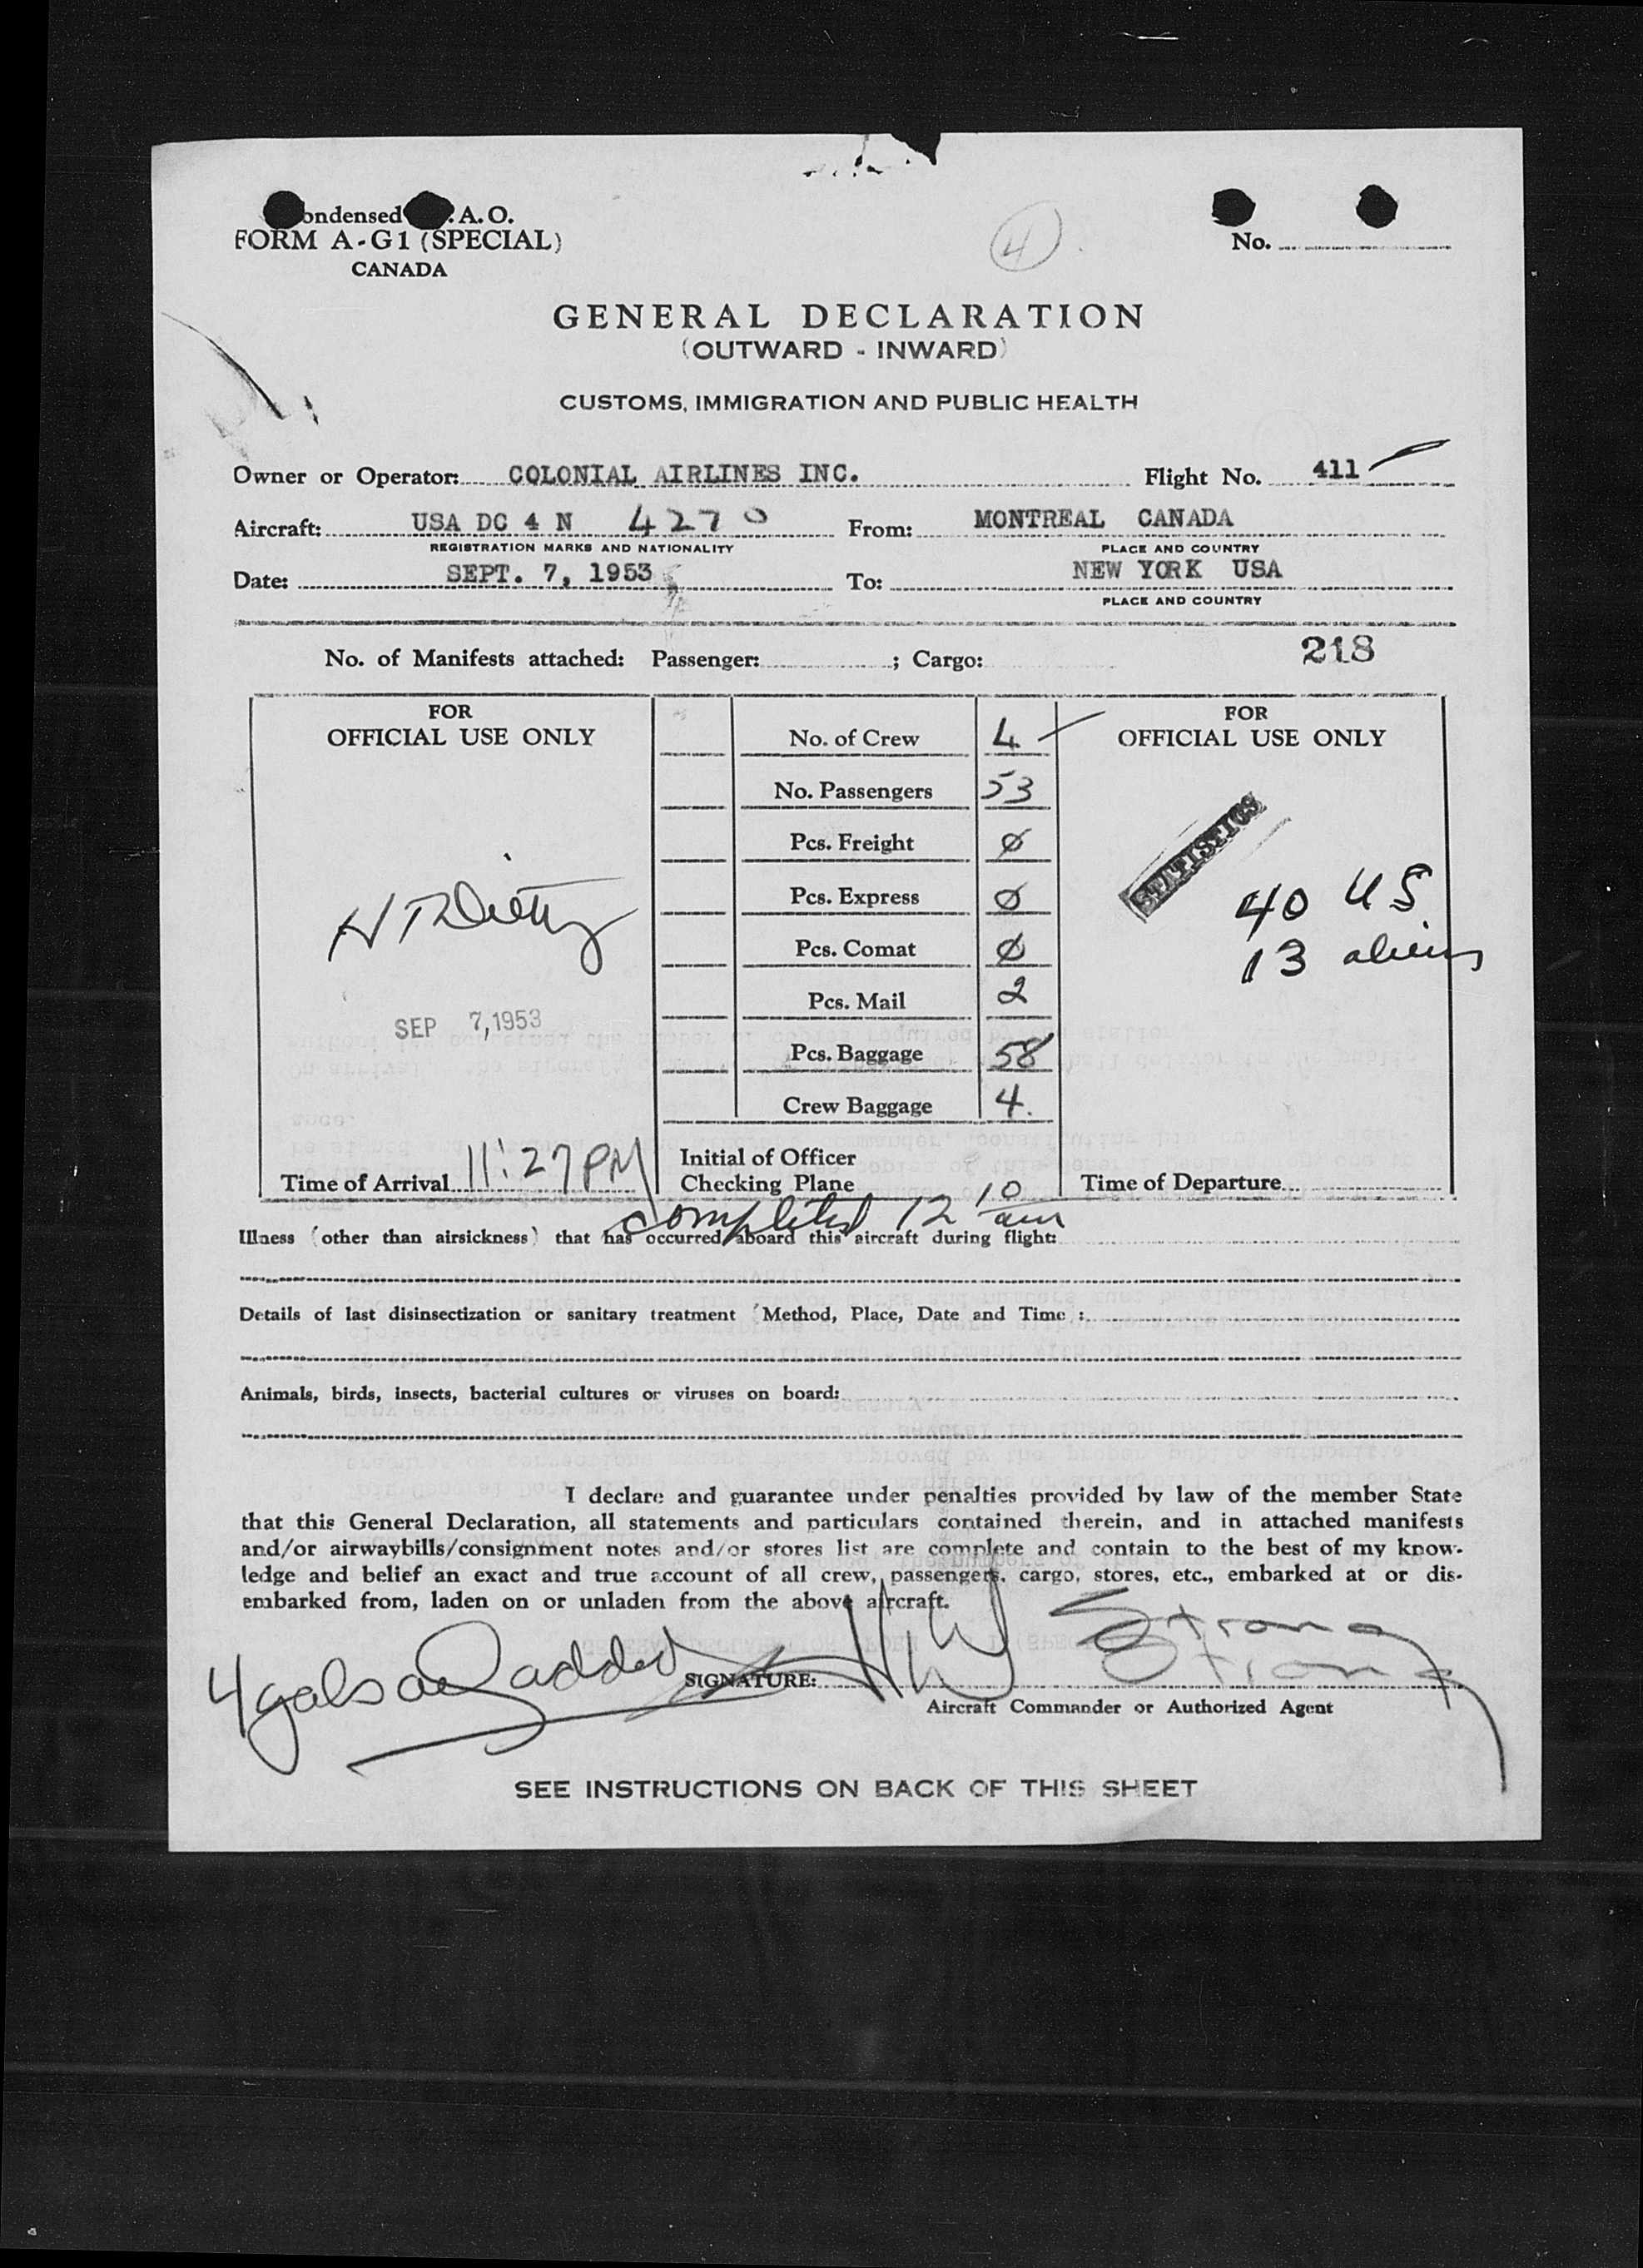 ondensed .A.O.
FORM A-G1 (SPECIAL)
CANADA
4
No.
GENERAL DECLARATION
(OUTWARD - INWARD)
CUSTOMS, IMMIGRATION AND PUBLIC HEALTH
Owner or Operator: COLONIAL AIRLINES INC. Flight No. 411
Aircraft: USA DC 4 N 4270 From: MONTREAL CANADA
REGISTRATION MARKS AND NATIONALITY PLACE AND COUNTRY
Date: SEPT. 7, 1953 To: NEW YORK USA
PLACE AND COUNTRY
218
No. of Manifests attached: Passenger: ; Cargo:
FOR
OFFICIAL USE ONLY
SEP 7,1953
Time of Arrival 11:27 PM
No. of Crew 4
No. Passengers 53
Pcs. Freight Ø
Pcs. Express Ø
Pcs. Comat Ø
Pcs. Mail 2
Pcs. Baggage 58
Crew Baggage 4.
Initial of Officer
Checking Plane
FOR
OFFICIAL USE ONLY
STATISTICS
40 US
13 aliens
Time of Departure
completed 12 10 am
Illness (other than airsickness) that has occurred aboard this aircraft during flight:
Details of last disinsectization or sanitary treatment (Method, Place, Date and Time):
Animals, birds, insects, bacterial cultures or viruses on board:
I declare and guarantee under penalties provided by law of the member State
that this General Declaration, all statements and particulars contained therein, and in attached manifests
and/or airwaybills/consignment notes and/or stores list are complete and contain to the best of my know-
ledge and belief an exact and true account of all crew, passengers, cargo, stores, etc., embarked at or dis-
embarked from, laden on or unladen from the above aircraft.
4 gals added
SIGNATURE: Strong
Strong
Aircraft Commander or Authorized Agent
SEE INSTRUCTIONS ON BACK OF THIS SHEET